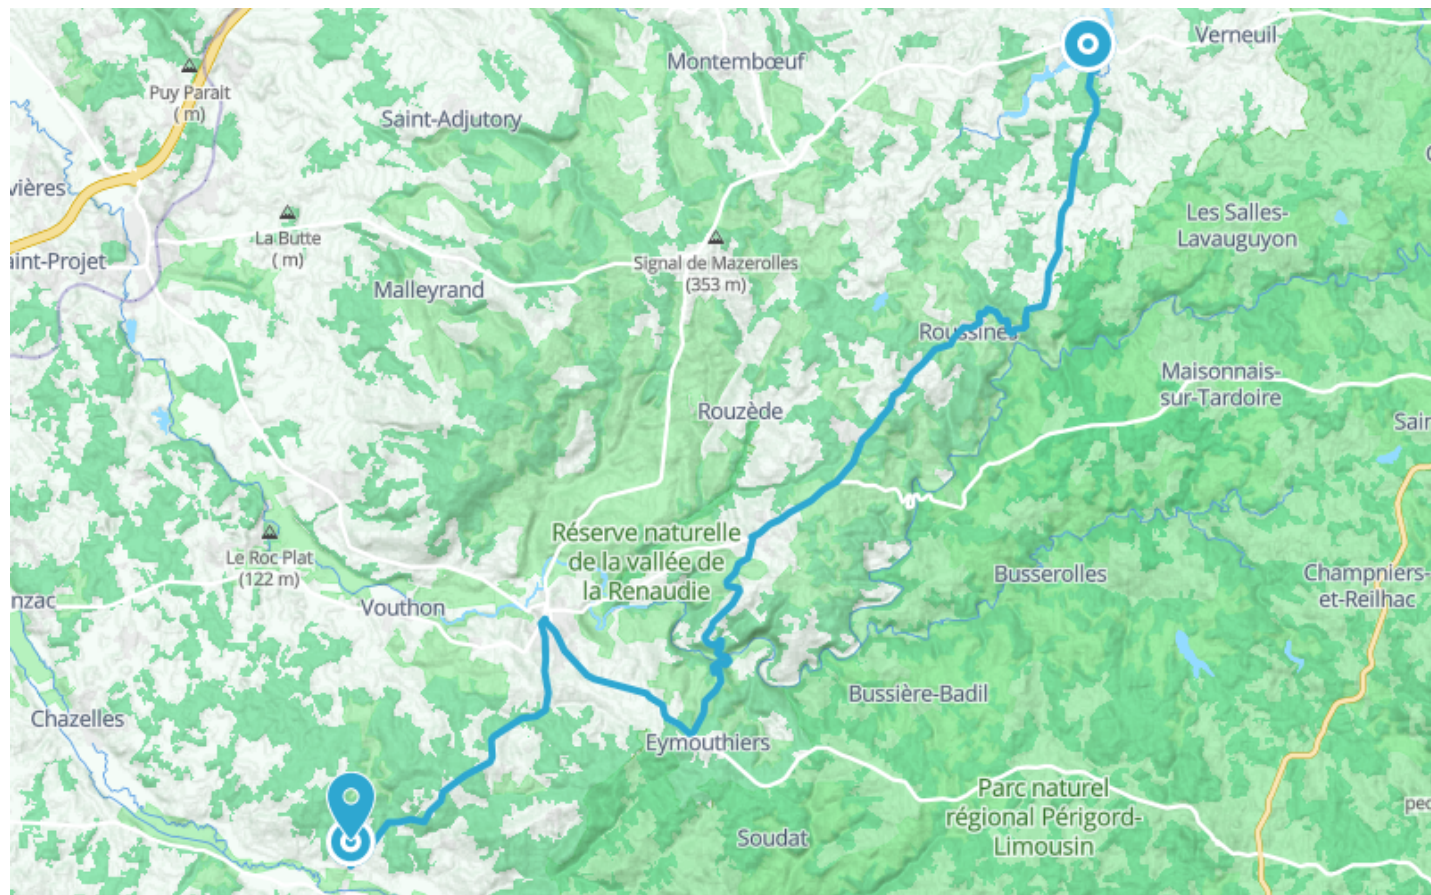 Verneuil
Montembœuf
Puy Parait
( m)
Saint-Adjutory
vières
Les Salles-
Lavauguyon
La Butte
( m)
aint-Projet
Signal de Mazerolles
(353 m)
Malleyrand
Roussines
Maisonnais-
sur-Tardoire
Rouzède
Sair
Réserve naturelle
de la vallée de
la Renaudie
Le Roc Plat
(122 m)
Busserolles
Champniers-
et-Reilhac
nzac
Vouthon
Bussière-Badil
Chazelles
Eymouthiers
Parc naturel
régional Périgord-
Limousin
pec
Soudat